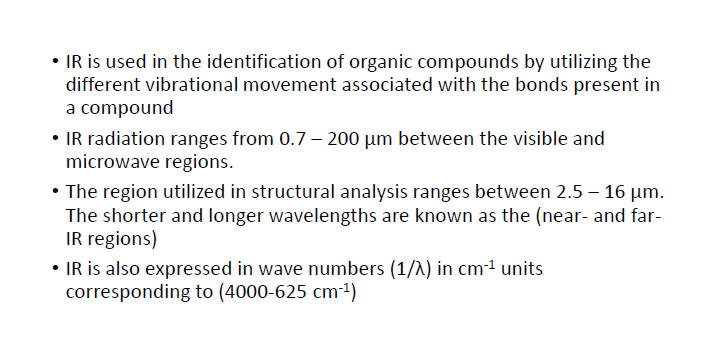 • IR is used in the identification of organic compounds by utilizing the
different vibrational movement associated with the bonds present in
a compound
• IR radiation ranges from 0.7 – 200 µm between the visible and
microwave regions.
• The region utilized in structural analysis ranges between 2.5 – 16 µm.
The shorter and longer wavelengths are known as the (near- and far-
IR regions)
• IR is also expressed in wave numbers (1/λ) in cm⁻¹ units
corresponding to (4000-625 cm⁻¹)